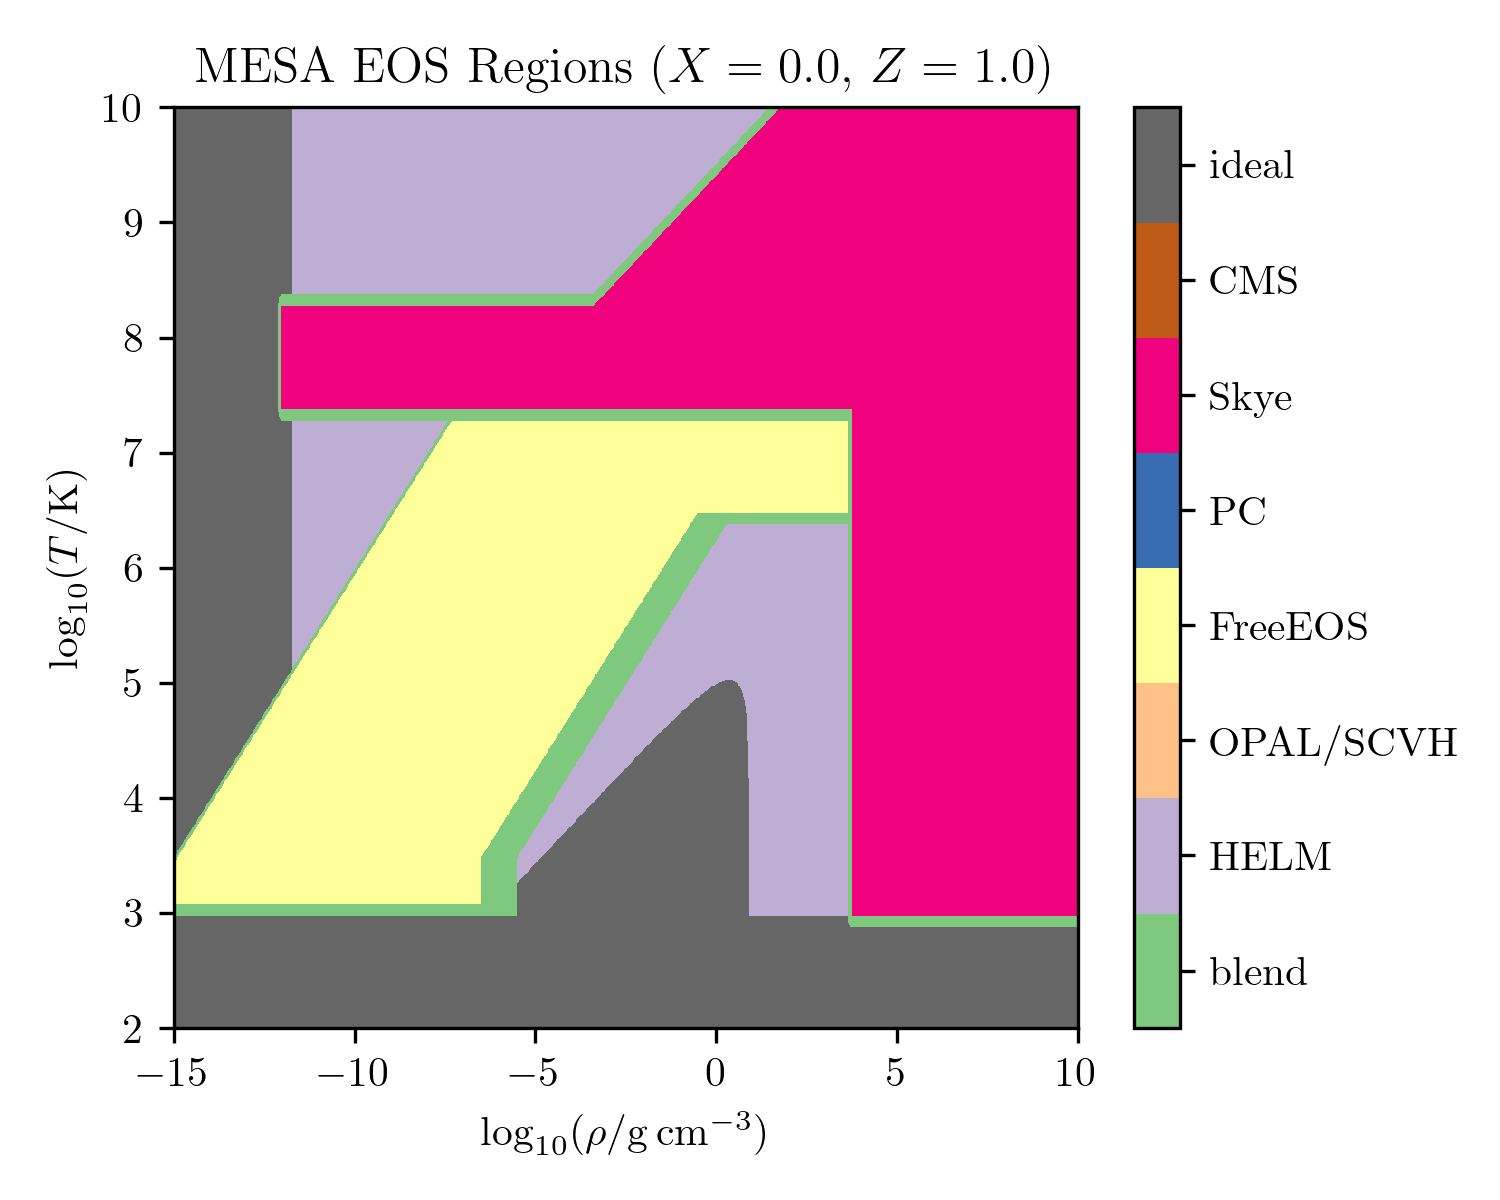 MESA EOS Regions (X = 0.0, Z = 1.0)
10
9
8
7
6
5
4
3
2
log₁₀(T/K)
−15
−10
−5
0
5
10
log₁₀(ρ/g cm⁻³)
ideal
CMS
Skye
PC
FreeEOS
OPAL/SCVH
HELM
blend